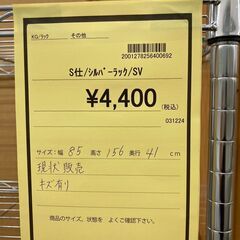 KG/ラック その他
2001278256400692
S仕/シルバーラック/SV
¥4,400
(税込)
031224
サイズ:幅 85 高さ 156 奥行 41 cm
現状販売
キズ有り
商品のサイズ、状態を よくご確認下さい。